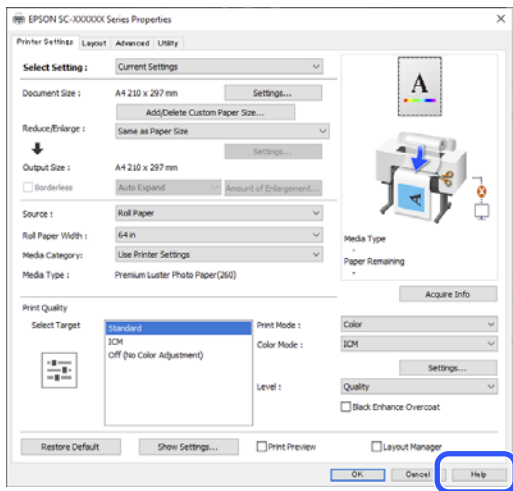 EPSON SC-XXXXXX Series Properties
Printer Settings Layout Advanced Utility
Select Setting : Current Settings
Document Size : A4 210 x 297 mm Settings...
Add/Delete Custom Paper Size...
Reduce/Enlarge : Same as Paper Size
Settings...
Output Size : A4 210 x 297 mm
Borderless Auto Expand Amount of Enlargement...
Source : Roll Paper
Roll Paper Width : 64 in
Media Category: Use Printer Settings
Media Type : Premium Luster Photo Paper(260)
A
Media Type
-
Paper Remaining
-
Acquire Info
Print Quality
Select Target Standard
ICM
Off (No Color Adjustment)
Print Mode : Color
Color Mode : ICM
Settings...
Level : Quality
Black Enhance Overcoat
Restore Default Show Settings... Print Preview Layout Manager
OK Cancel Help